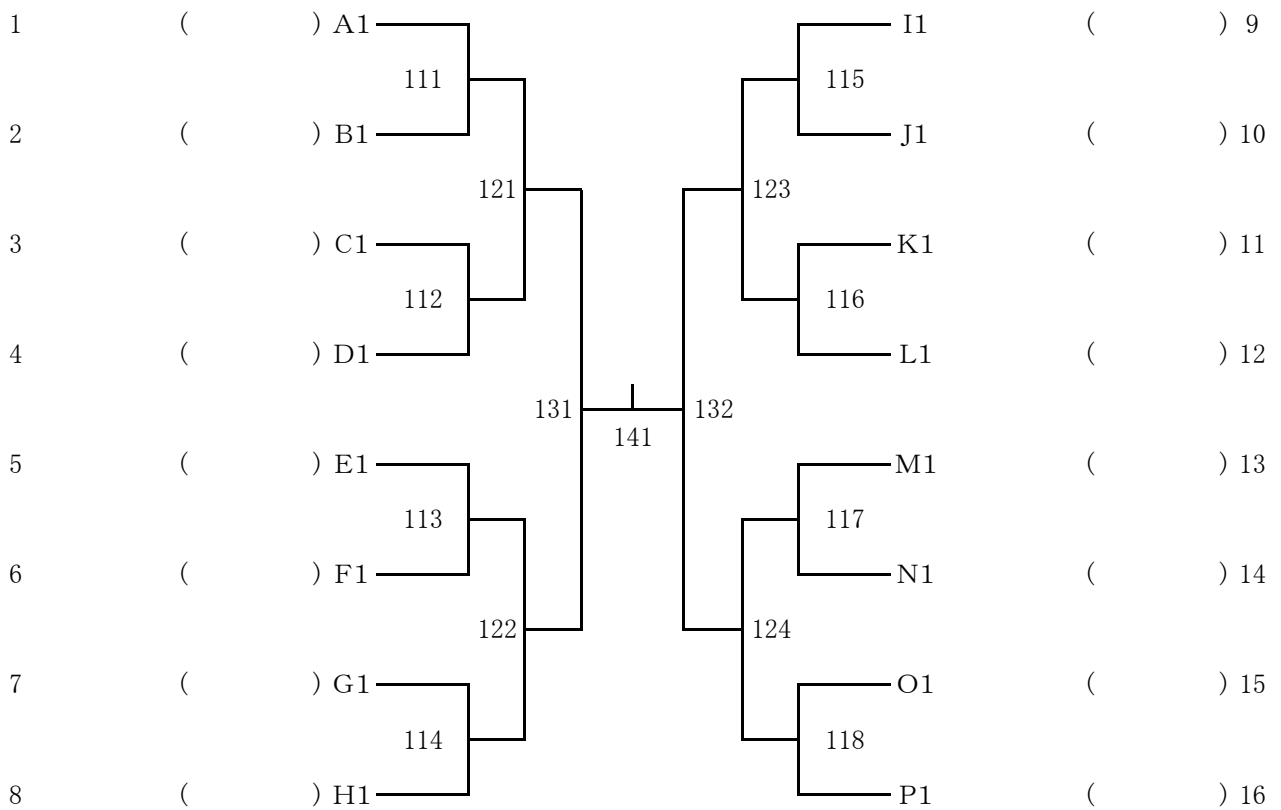 1 ( ) A1 I1 ( ) 9
111 115
2 ( ) B1 J1 ( ) 10
121 123
3 ( ) C1 K1 ( ) 11
112 116
4 ( ) D1 L1 ( ) 12
131 132
141
5 ( ) E1 M1 ( ) 13
113 117
6 ( ) F1 N1 ( ) 14
122 124
7 ( ) G1 O1 ( ) 15
114 118
8 ( ) H1 P1 ( ) 16